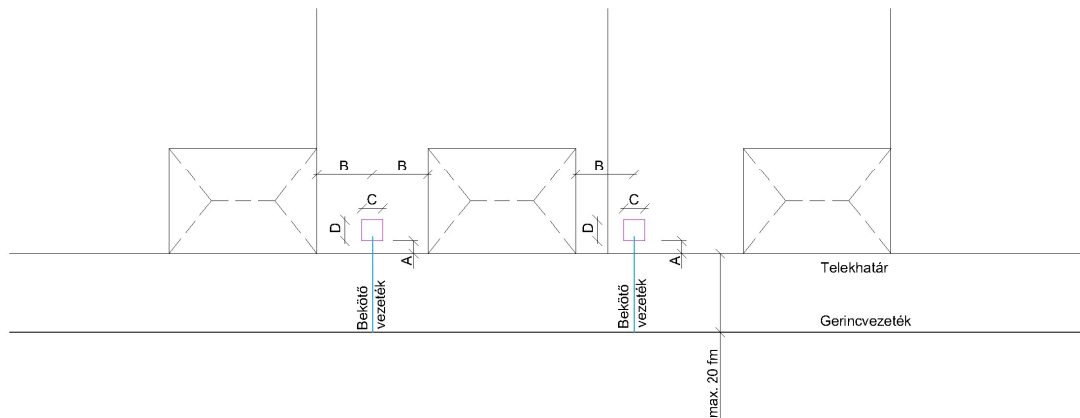 B
B
B
C
C
D
D
A
A
Telekhatár
Bekötő
vezeték
Bekötő
vezeték
Gerincvezeték
max. 20 fm